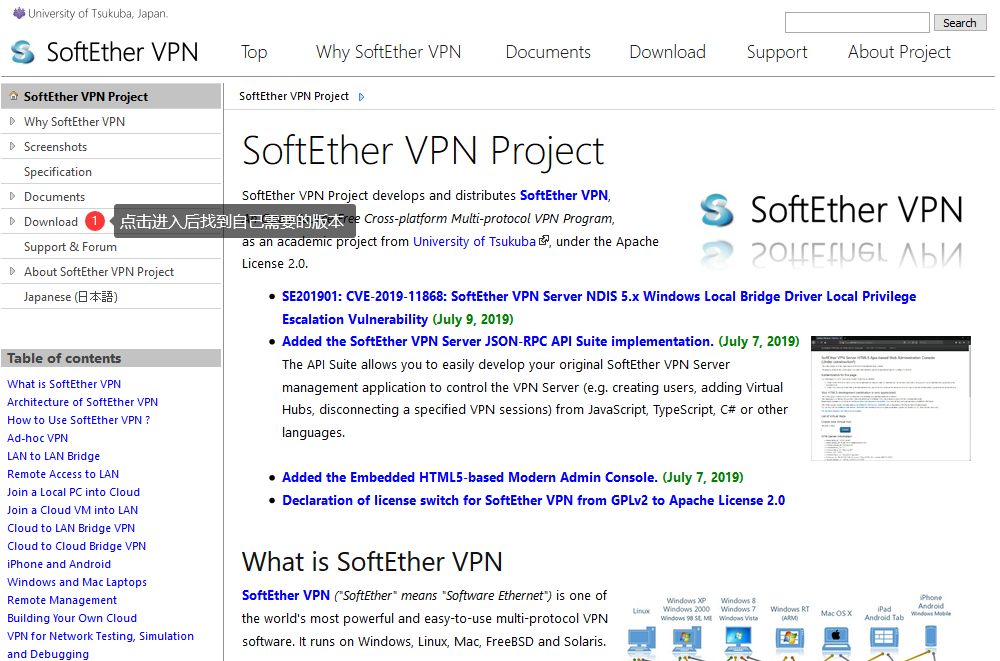 University of Tsukuba, Japan.
Search
SoftEther VPN
Top
Why SoftEther VPN
Documents
Download
Support
About Project
SoftEther VPN Project
Why SoftEther VPN
Screenshots
Specification
Documents
Download
1
点击进入后找到自己需要的版本
Support & Forum
About SoftEther VPN Project
Japanese (日本語)
Table of contents
What is SoftEther VPN
Architecture of SoftEther VPN
How to Use SoftEther VPN ?
Ad-hoc VPN
LAN to LAN Bridge
Remote Access to LAN
Join a Local PC into Cloud
Join a Cloud VM into LAN
Cloud to LAN Bridge VPN
Cloud to Cloud Bridge VPN
iPhone and Android
Windows and Mac Laptops
Remote Management
Building Your Own Cloud
VPN for Network Testing, Simulation
and Debugging
SoftEther VPN Project
SoftEther VPN Project
SoftEther VPN Project develops and distributes SoftEther VPN,
Free Cross-platform Multi-protocol VPN Program,
as an academic project from University of Tsukuba, under the Apache
License 2.0.
SoftEther VPN
• SE201901: CVE-2019-11868: SoftEther VPN Server NDIS 5.x Windows Local Bridge Driver Local Privilege
Escalation Vulnerability (July 9, 2019)
• Added the SoftEther VPN Server JSON-RPC API Suite implementation. (July 7, 2019)
The API Suite allows you to easily develop your original SoftEther VPN Server
management application to control the VPN Server (e.g. creating users, adding Virtual
Hubs, disconnecting a specified VPN sessions) from JavaScript, TypeScript, C# or other
languages.
• Added the Embedded HTML5-based Modern Admin Console. (July 7, 2019)
• Declaration of license switch for SoftEther VPN from GPLv2 to Apache License 2.0
What is SoftEther VPN
SoftEther VPN ("SoftEther" means "Software Ethernet") is one of
the world's most powerful and easy-to-use multi-protocol VPN
software. It runs on Windows, Linux, Mac, FreeBSD and Solaris.
Linux
Windows XP
Windows 2000
Windows 98 SE, ME
Windows 8
Windows 7
Windows Vista
Windows RT
(ARM)
Mac OS X
iPad
Android Tab
iPhone
Android
Windows Mobile